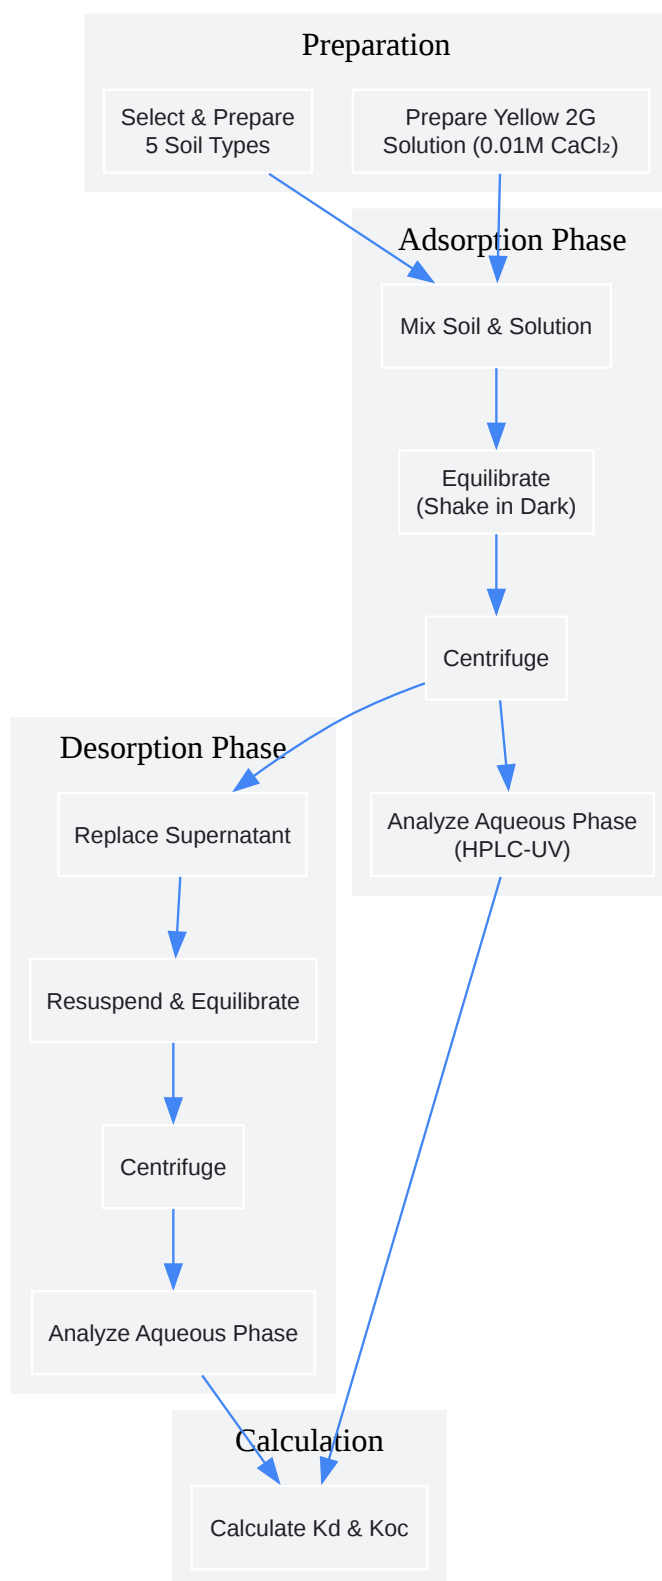 Preparation
Select & Prepare
5 Soil Types
Prepare Yellow 2G
Solution (0.01M CaCl₂)
Adsorption Phase
Mix Soil & Solution
Equilibrate
(Shake in Dark)
Centrifuge
Analyze Aqueous Phase
(HPLC-UV)
Desorption Phase
Replace Supernatant
Resuspend & Equilibrate
Centrifuge
Analyze Aqueous Phase
Calculation
Calculate Kd & Koc